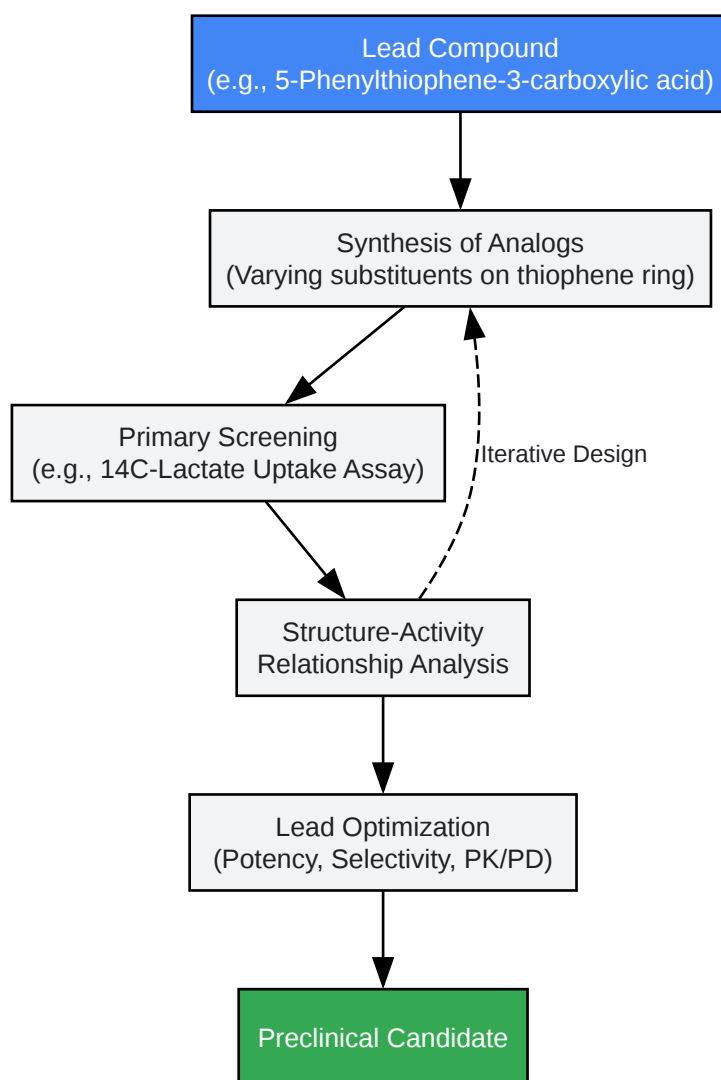 Lead Compound
(e.g., 5-Phenylthiophene-3-carboxylic acid)
Synthesis of Analogs
(Varying substituents on thiophene ring)
Primary Screening
(e.g., 14C-Lactate Uptake Assay)
Iterative Design
Structure-Activity
Relationship Analysis
Lead Optimization
(Potency, Selectivity, PK/PD)
Preclinical Candidate